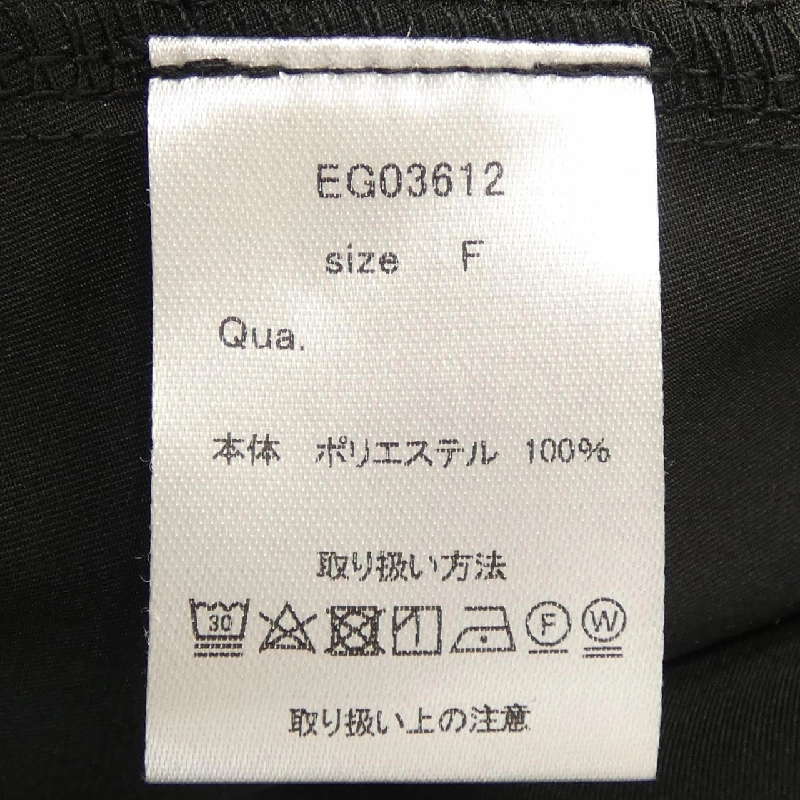 EG03612
size F
Qua.
本体 ポリエステル 100%
取り扱い方法
30 F W
取り扱い上の注意